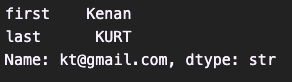 first    Kenan
last      KURT
Name: kt@gmail.com, dtype: str